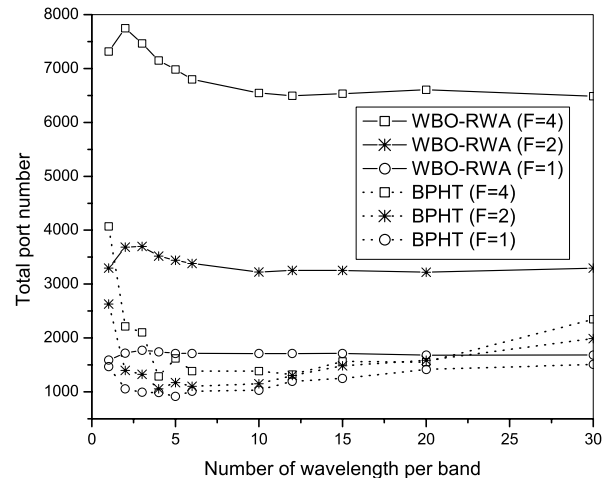 8000
7000
6000
5000
4000
3000
2000
1000
Total port number
WBO-RWA (F=4)
WBO-RWA (F=2)
WBO-RWA (F=1)
BPHT (F=4)
BPHT (F=2)
BPHT (F=1)
0 5 10 15 20 25 30
Number of wavelength per band